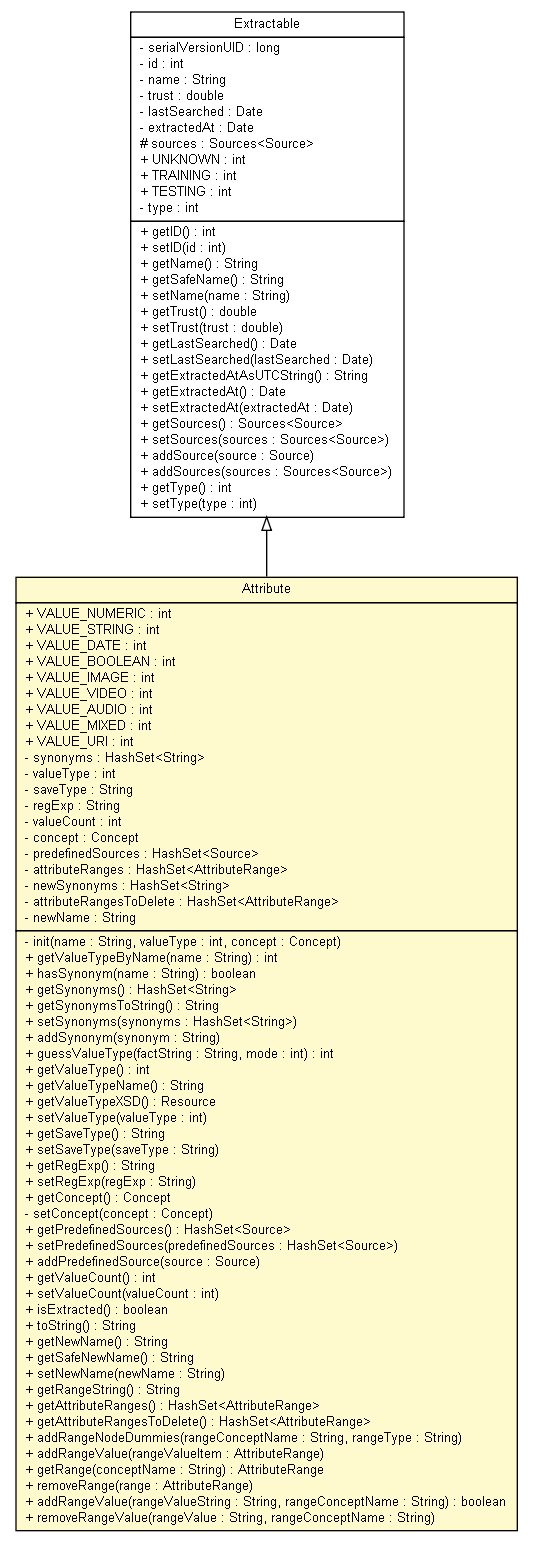 Extractable
- serialVersionUID : long
- id : int
- name : String
- trust : double
- lastSearched : Date
- extractedAt : Date
# sources : Sources<Source>
+ UNKNOWN : int
+ TRAINING : int
+ TESTING : int
- type : int
+ getID() : int
+ setID(id : int)
+ getName() : String
+ getSafeName() : String
+ setName(name : String)
+ getTrust() : double
+ setTrust(trust : double)
+ getLastSearched() : Date
+ setLastSearched(lastSearched : Date)
+ getExtractedAtAsUTCString() : String
+ getExtractedAt() : Date
+ setExtractedAt(extractedAt : Date)
+ getSources() : Sources<Source>
+ setSources(sources : Sources<Source>)
+ addSource(source : Source)
+ addSources(sources : Sources<Source>)
+ getType() : int
+ setType(type : int)
Attribute
+ VALUE_NUMERIC : int
+ VALUE_STRING : int
+ VALUE_DATE : int
+ VALUE_BOOLEAN : int
+ VALUE_IMAGE : int
+ VALUE_VIDEO : int
+ VALUE_AUDIO : int
+ VALUE_MIXED : int
+ VALUE_URI : int
- synonyms : HashSet<String>
- valueType : int
- saveType : String
- regExp : String
- valueCount : int
- concept : Concept
- predefinedSources : HashSet<Source>
- attributeRanges : HashSet<AttributeRange>
- newSynonyms : HashSet<String>
- attributeRangesToDelete : HashSet<AttributeRange>
- newName : String
- init(name : String, valueType : int, concept : Concept)
+ getValueTypeByName(name : String) : int
+ hasSynonym(name : String) : boolean
+ getSynonyms() : HashSet<String>
+ getSynonymsToString() : String
+ setSynonyms(synonyms : HashSet<String>)
+ addSynonym(synonym : String)
+ guessValueType(factString : String, mode : int) : int
+ getValueType() : int
+ getValueTypeName() : String
+ getValueTypeXSD() : Resource
+ setValueType(valueType : int)
+ getSaveType() : String
+ setSaveType(saveType : String)
+ getRegExp() : String
+ setRegExp(regExp : String)
+ getConcept() : Concept
- setConcept(concept : Concept)
+ getPredefinedSources() : HashSet<Source>
+ setPredefinedSources(predefinedSources : HashSet<Source>)
+ addPredefinedSource(source : Source)
+ getValueCount() : int
+ setValueCount(valueCount : int)
+ isExtracted() : boolean
+ toString() : String
+ getNewName() : String
+ getSafeNewName() : String
+ setNewName(newName : String)
+ getRangeString() : String
+ getAttributeRanges() : HashSet<AttributeRange>
+ getAttributeRangesToDelete() : HashSet<AttributeRange>
+ addRangeNodeDummies(rangeConceptName : String, rangeType : String)
+ addRangeValue(rangeValueItem : AttributeRange)
+ getRange(conceptName : String) : AttributeRange
+ removeRange(range : AttributeRange)
+ addRangeValue(rangeValueString : String, rangeConceptName : String) : boolean
+ removeRangeValue(rangeValue : String, rangeConceptName : String)